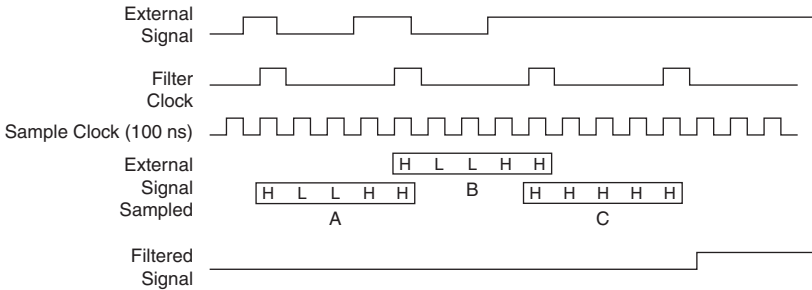 External
Signal
Filter
Clock
Sample Clock (100 ns)
External
Signal
Sampled
H L L H H
B
H L L H H
A
H H H H H
C
Filtered
Signal